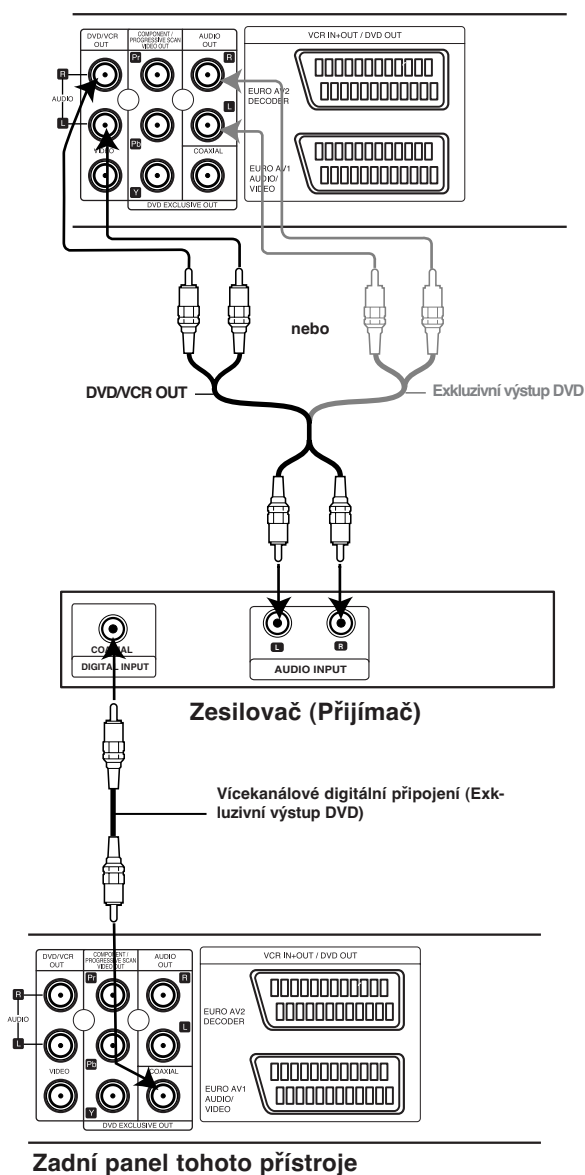 DVD/VCR
OUT
COMPONENT /
PROGRESSIVE SCAN
VIDEO OUT
AUDIO
OUT
VCR IN+OUT / DVD OUT
Pr
R
R
AUDIO
L
L
EURO AV2
DECODER
VIDEO
Pb
COAXIAL
EURO AV1
AUDIO/
VIDEO
Y
DVD EXCLUSIVE OUT
nebo
DVD/VCR OUT
Exkluzivní výstup DVD
COAXIAL
DIGITAL INPUT
L
R
AUDIO INPUT
Zesilovač (Přijímač)
Vícekanálové digitální připojení (Exk-
luzivní výstup DVD)
DVD/VCR
OUT
COMPONENT /
PROGRESSIVE SCAN
VIDEO OUT
AUDIO
OUT
VCR IN+OUT / DVD OUT
Pr
R
R
AUDIO
L
L
EURO AV2
DECODER
VIDEO
Pb
COAXIAL
EURO AV1
AUDIO/
VIDEO
Y
DVD EXCLUSIVE OUT
Zadní panel tohoto přístroje